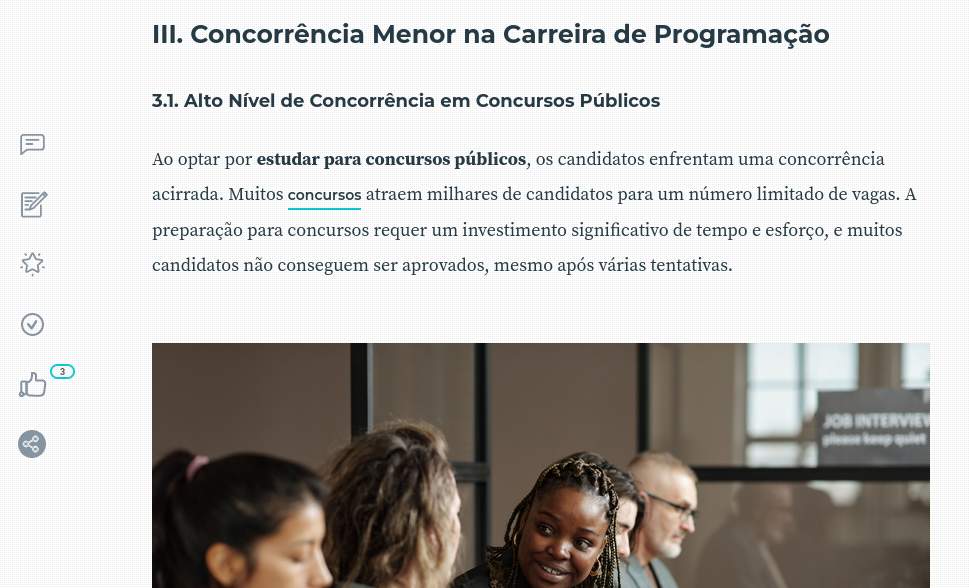 III. Concorrência Menor na Carreira de Programação
3.1. Alto Nível de Concorrência em Concursos Públicos
Ao optar por estudar para concursos públicos, os candidatos enfrentam uma concorrência
acirrada. Muitos concursos atraem milhares de candidatos para um número limitado de vagas. A
preparação para concursos requer um investimento significativo de tempo e esforço, e muitos
candidatos não conseguem ser aprovados, mesmo após várias tentativas.
3
JOB INTERVIEW
please keep quiet